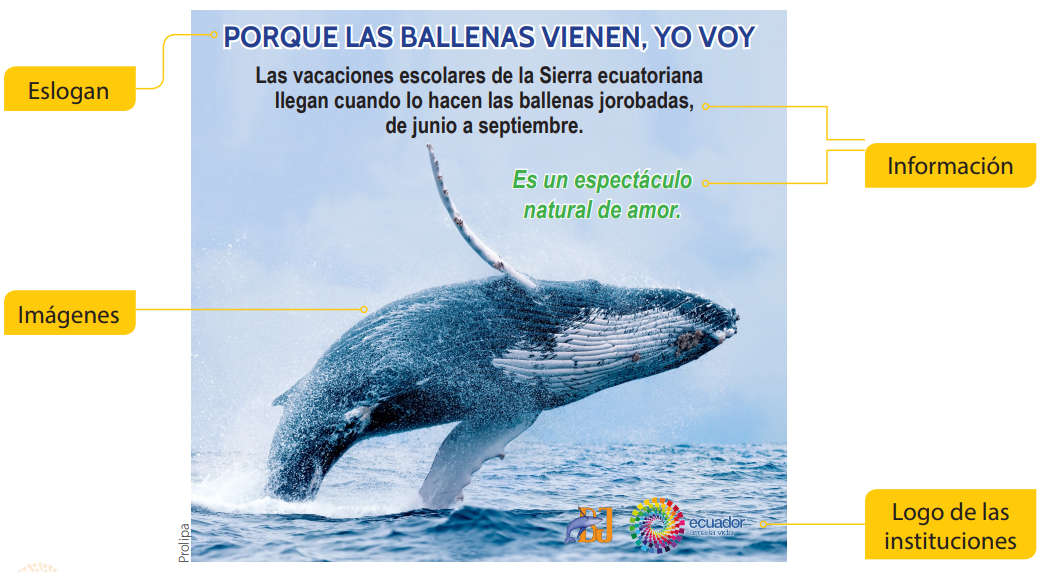 PORQUE LAS BALLENAS VIENEN, YO VOY
Eslogan
Las vacaciones escolares de la Sierra ecuatoriana
llegan cuando lo hacen las ballenas jorobadas,
de junio a septiembre.
Información
Es un espectáculo
natural de amor.
Imágenes
BJ
ecuador
ama la vida
Logo de las
instituciones
Prolipa